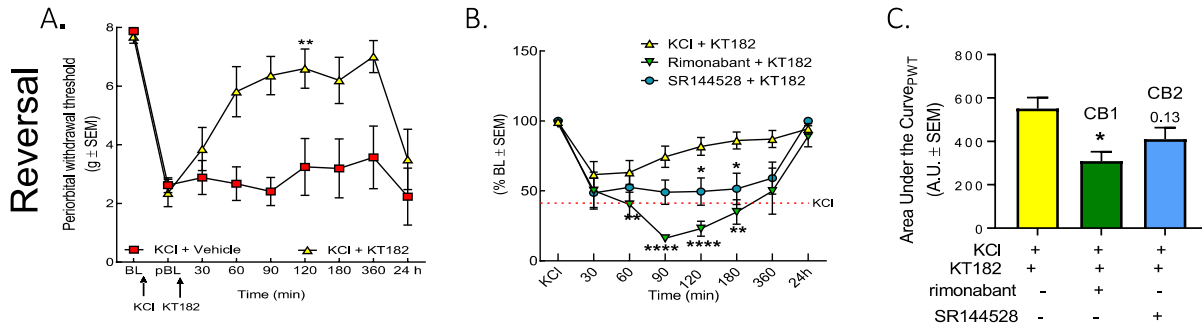 A.
Reversal
Periorbital withdrawal threshold
(g ± SEM)
8
6
4
2
0
**
KCl + Vehicle
KCl + KT182
BL pBL 30 60 90 120 180 360 24 h
Time (min)
KCl KT182
B.
(% BL ± SEM)
100
50
0
KCl + KT182
Rimonabant + KT182
SR144528 + KT182
*
*
KCl
**
****
****
**
KCl 30 60 90 120 180 360 24h
Time (min)
C.
Area Under the Curve PWT
(A.U. ± SEM)
800
600
400
200
0
CB1
*
CB2
0.13
KCl + + +
KT182 + + +
rimonabant - + -
SR144528 - - +